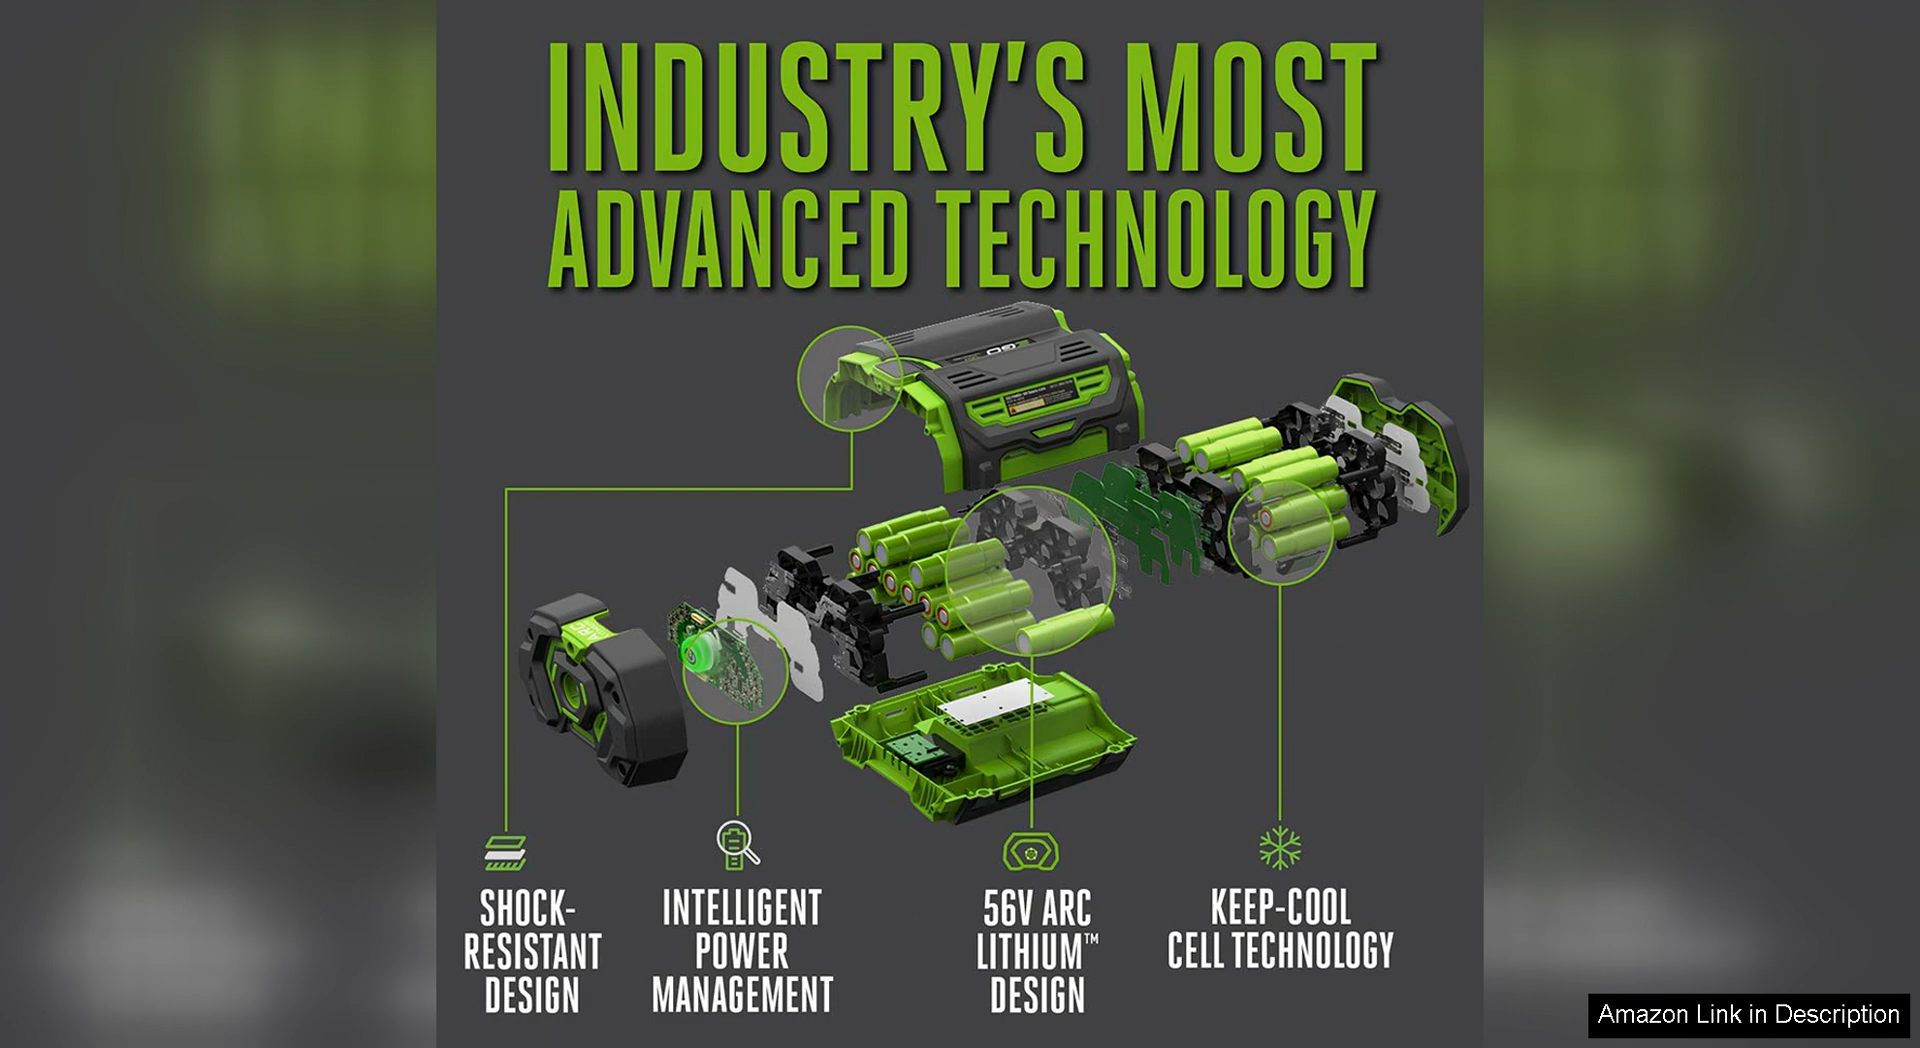 INDUSTRY'S MOST
ADVANCED TECHNOLOGY
ARC
SHOCK-
RESISTANT
DESIGN
INTELLIGENT
POWER
MANAGEMENT
56V ARC
LITHIUM™
DESIGN
KEEP-COOL
CELL TECHNOLOGY
Amazon Link in Description